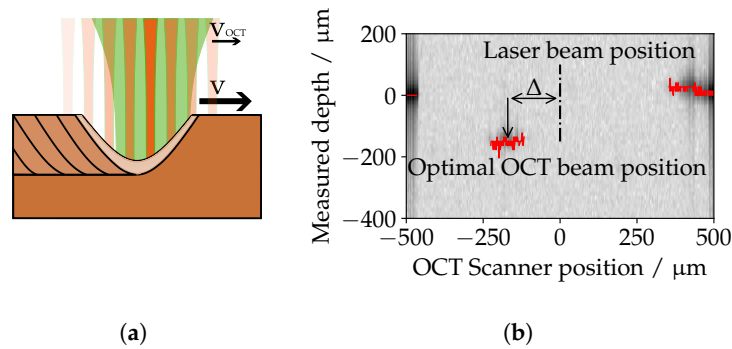 V_OCT
V
Measured depth / μm
200
0
−200
−400
Laser beam position
Δ
Optimal OCT beam position
−500
−250
0
250
500
OCT Scanner position / μm
(a)
(b)